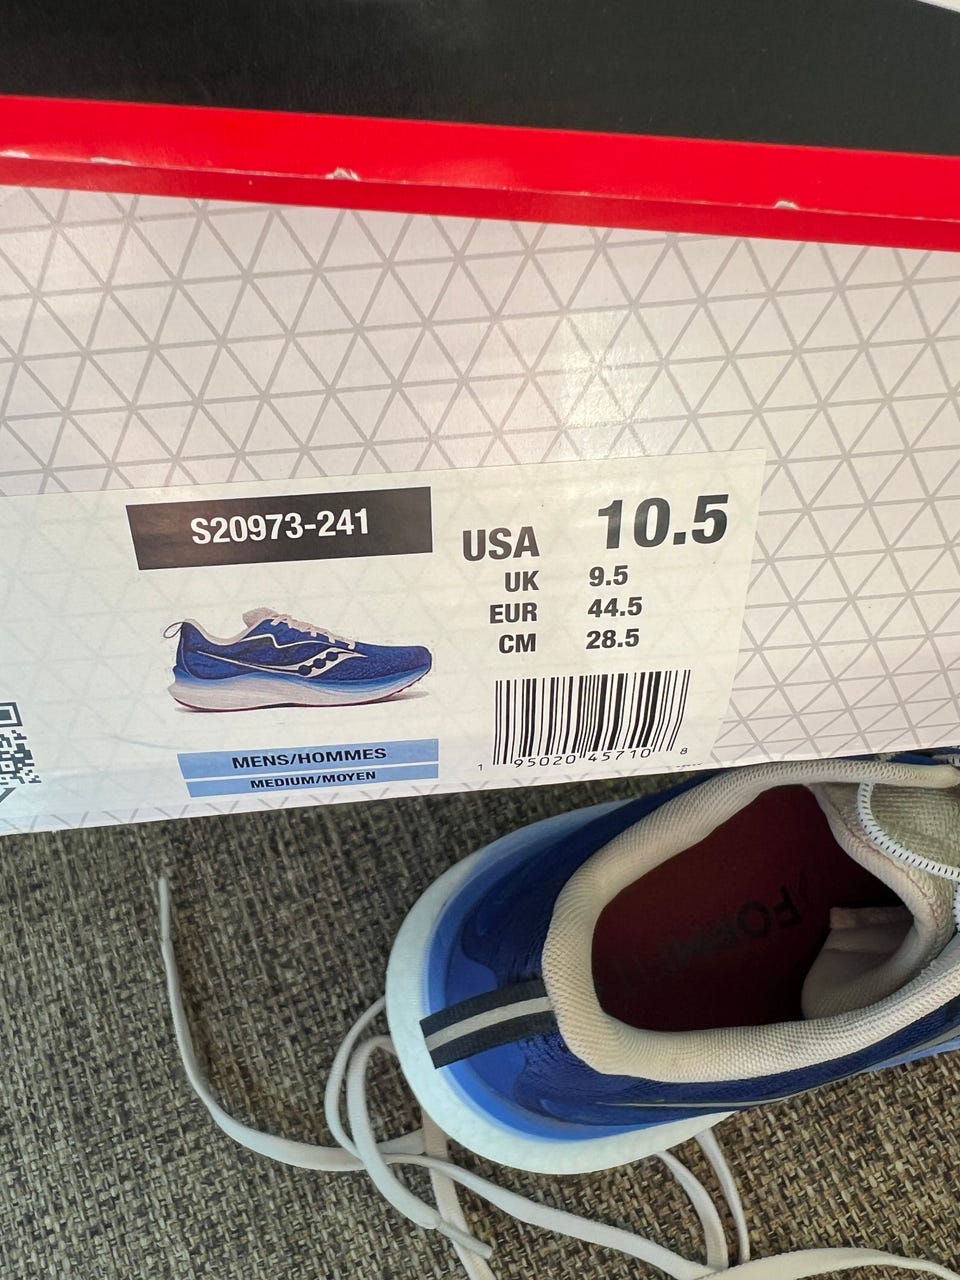 S20973-241
USA 10.5
UK 9.5
EUR 44.5
CM 28.5
MENS/HOMMES
MEDIUM/MOYEN
1 95020 45710 8
FORMFIT